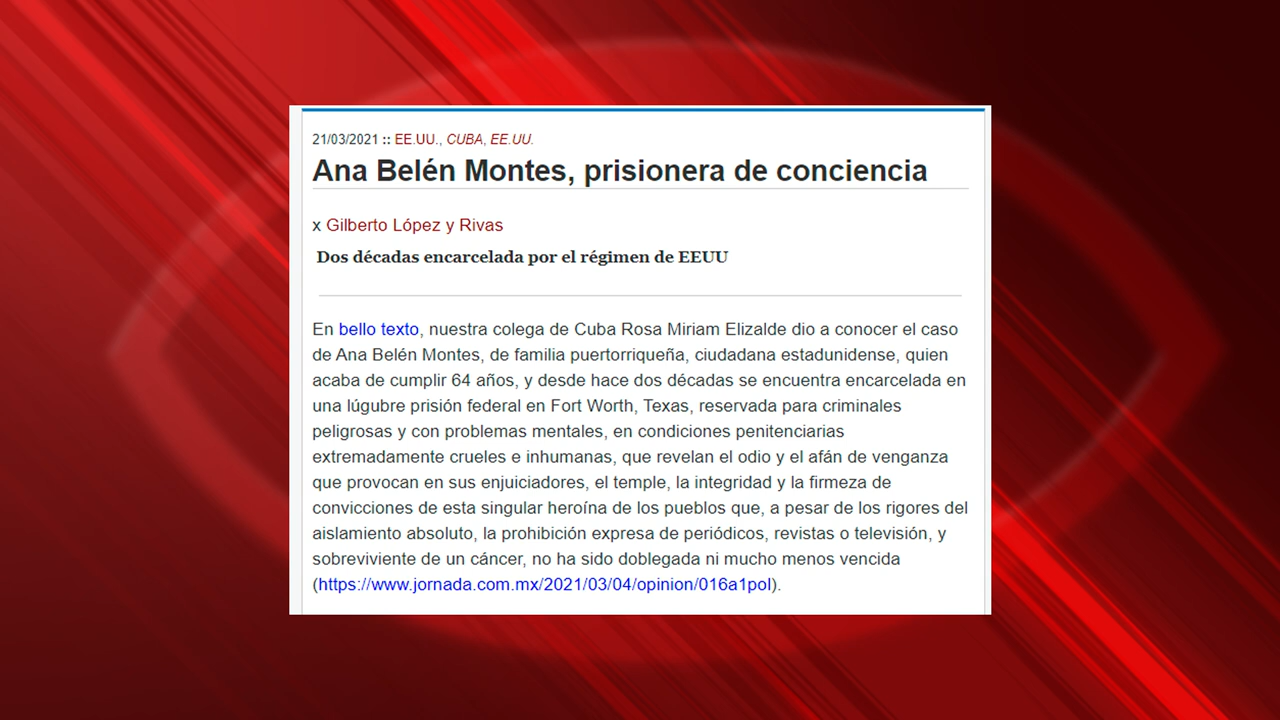 21/03/2021 :: EE.UU., CUBA, EE.UU.
Ana Belén Montes, prisionera de conciencia
x Gilberto López y Rivas
Dos décadas encarcelada por el régimen de EEUU
En bello texto, nuestra colega de Cuba Rosa Miriam Elizalde dio a conocer el caso
de Ana Belén Montes, de familia puertorriqueña, ciudadana estadunidense, quien
acaba de cumplir 64 años, y desde hace dos décadas se encuentra encarcelada en
una lúgubre prisión federal en Fort Worth, Texas, reservada para criminales
peligrosas y con problemas mentales, en condiciones penitenciarias
extremadamente crueles e inhumanas, que revelan el odio y el afán de venganza
que provocan en sus enjuiciadores, el temple, la integridad y la firmeza de
convicciones de esta singular heroína de los pueblos que, a pesar de los rigores del
aislamiento absoluto, la prohibición expresa de periódicos, revistas o televisión, y
sobreviviente de un cáncer, no ha sido doblegada ni mucho menos vencida
(https://www.jornada.com.mx/2021/03/04/opinion/016a1pol).